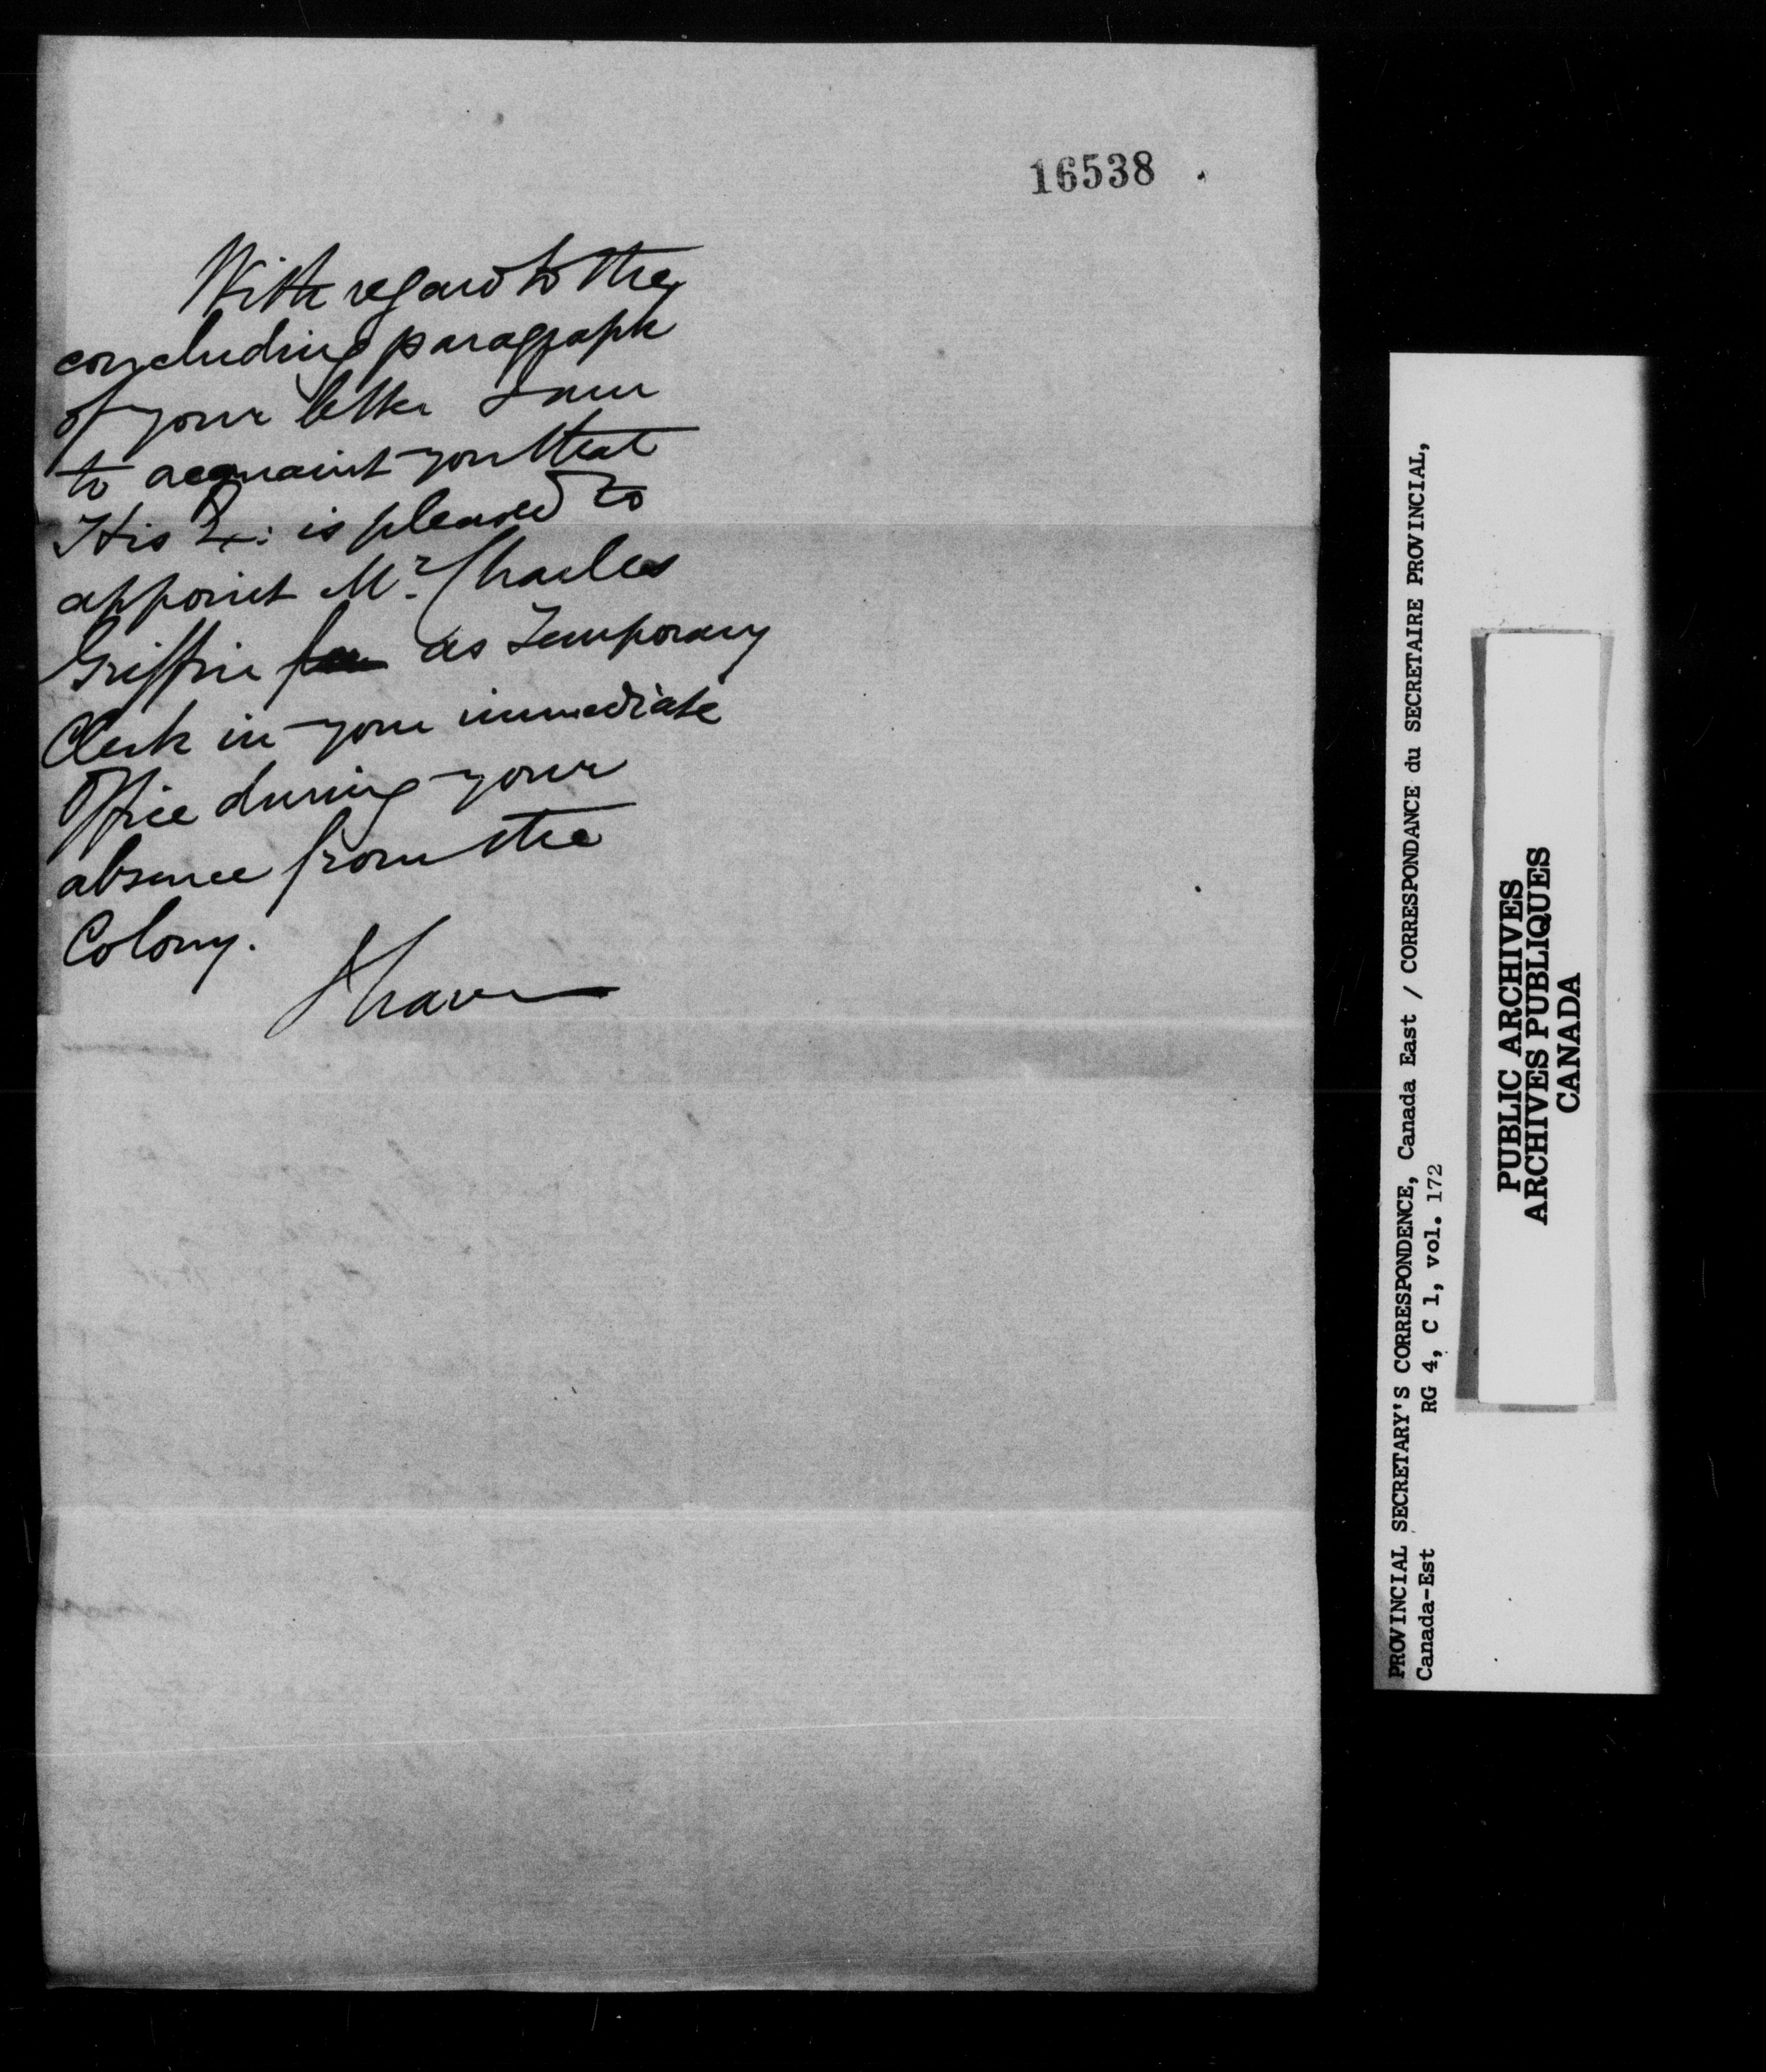 16538
With regard to the
concluding paragraph
of your letter I am
to acquaint you that
His Ex: is pleased to
appoint Mr. Charles
Griffin as Temporary
Clerk in your immediate
Office during your
absence from the
Colony.
I have
PROVINCIAL SECRETARY'S CORRESPONDENCE, Canada East / CORRESPONDANCE du SECRETAIRE PROVINCIAL,
Canada-Est RG 4, C 1, vol. 172
PUBLIC ARCHIVES
ARCHIVES PUBLIQUES
CANADA